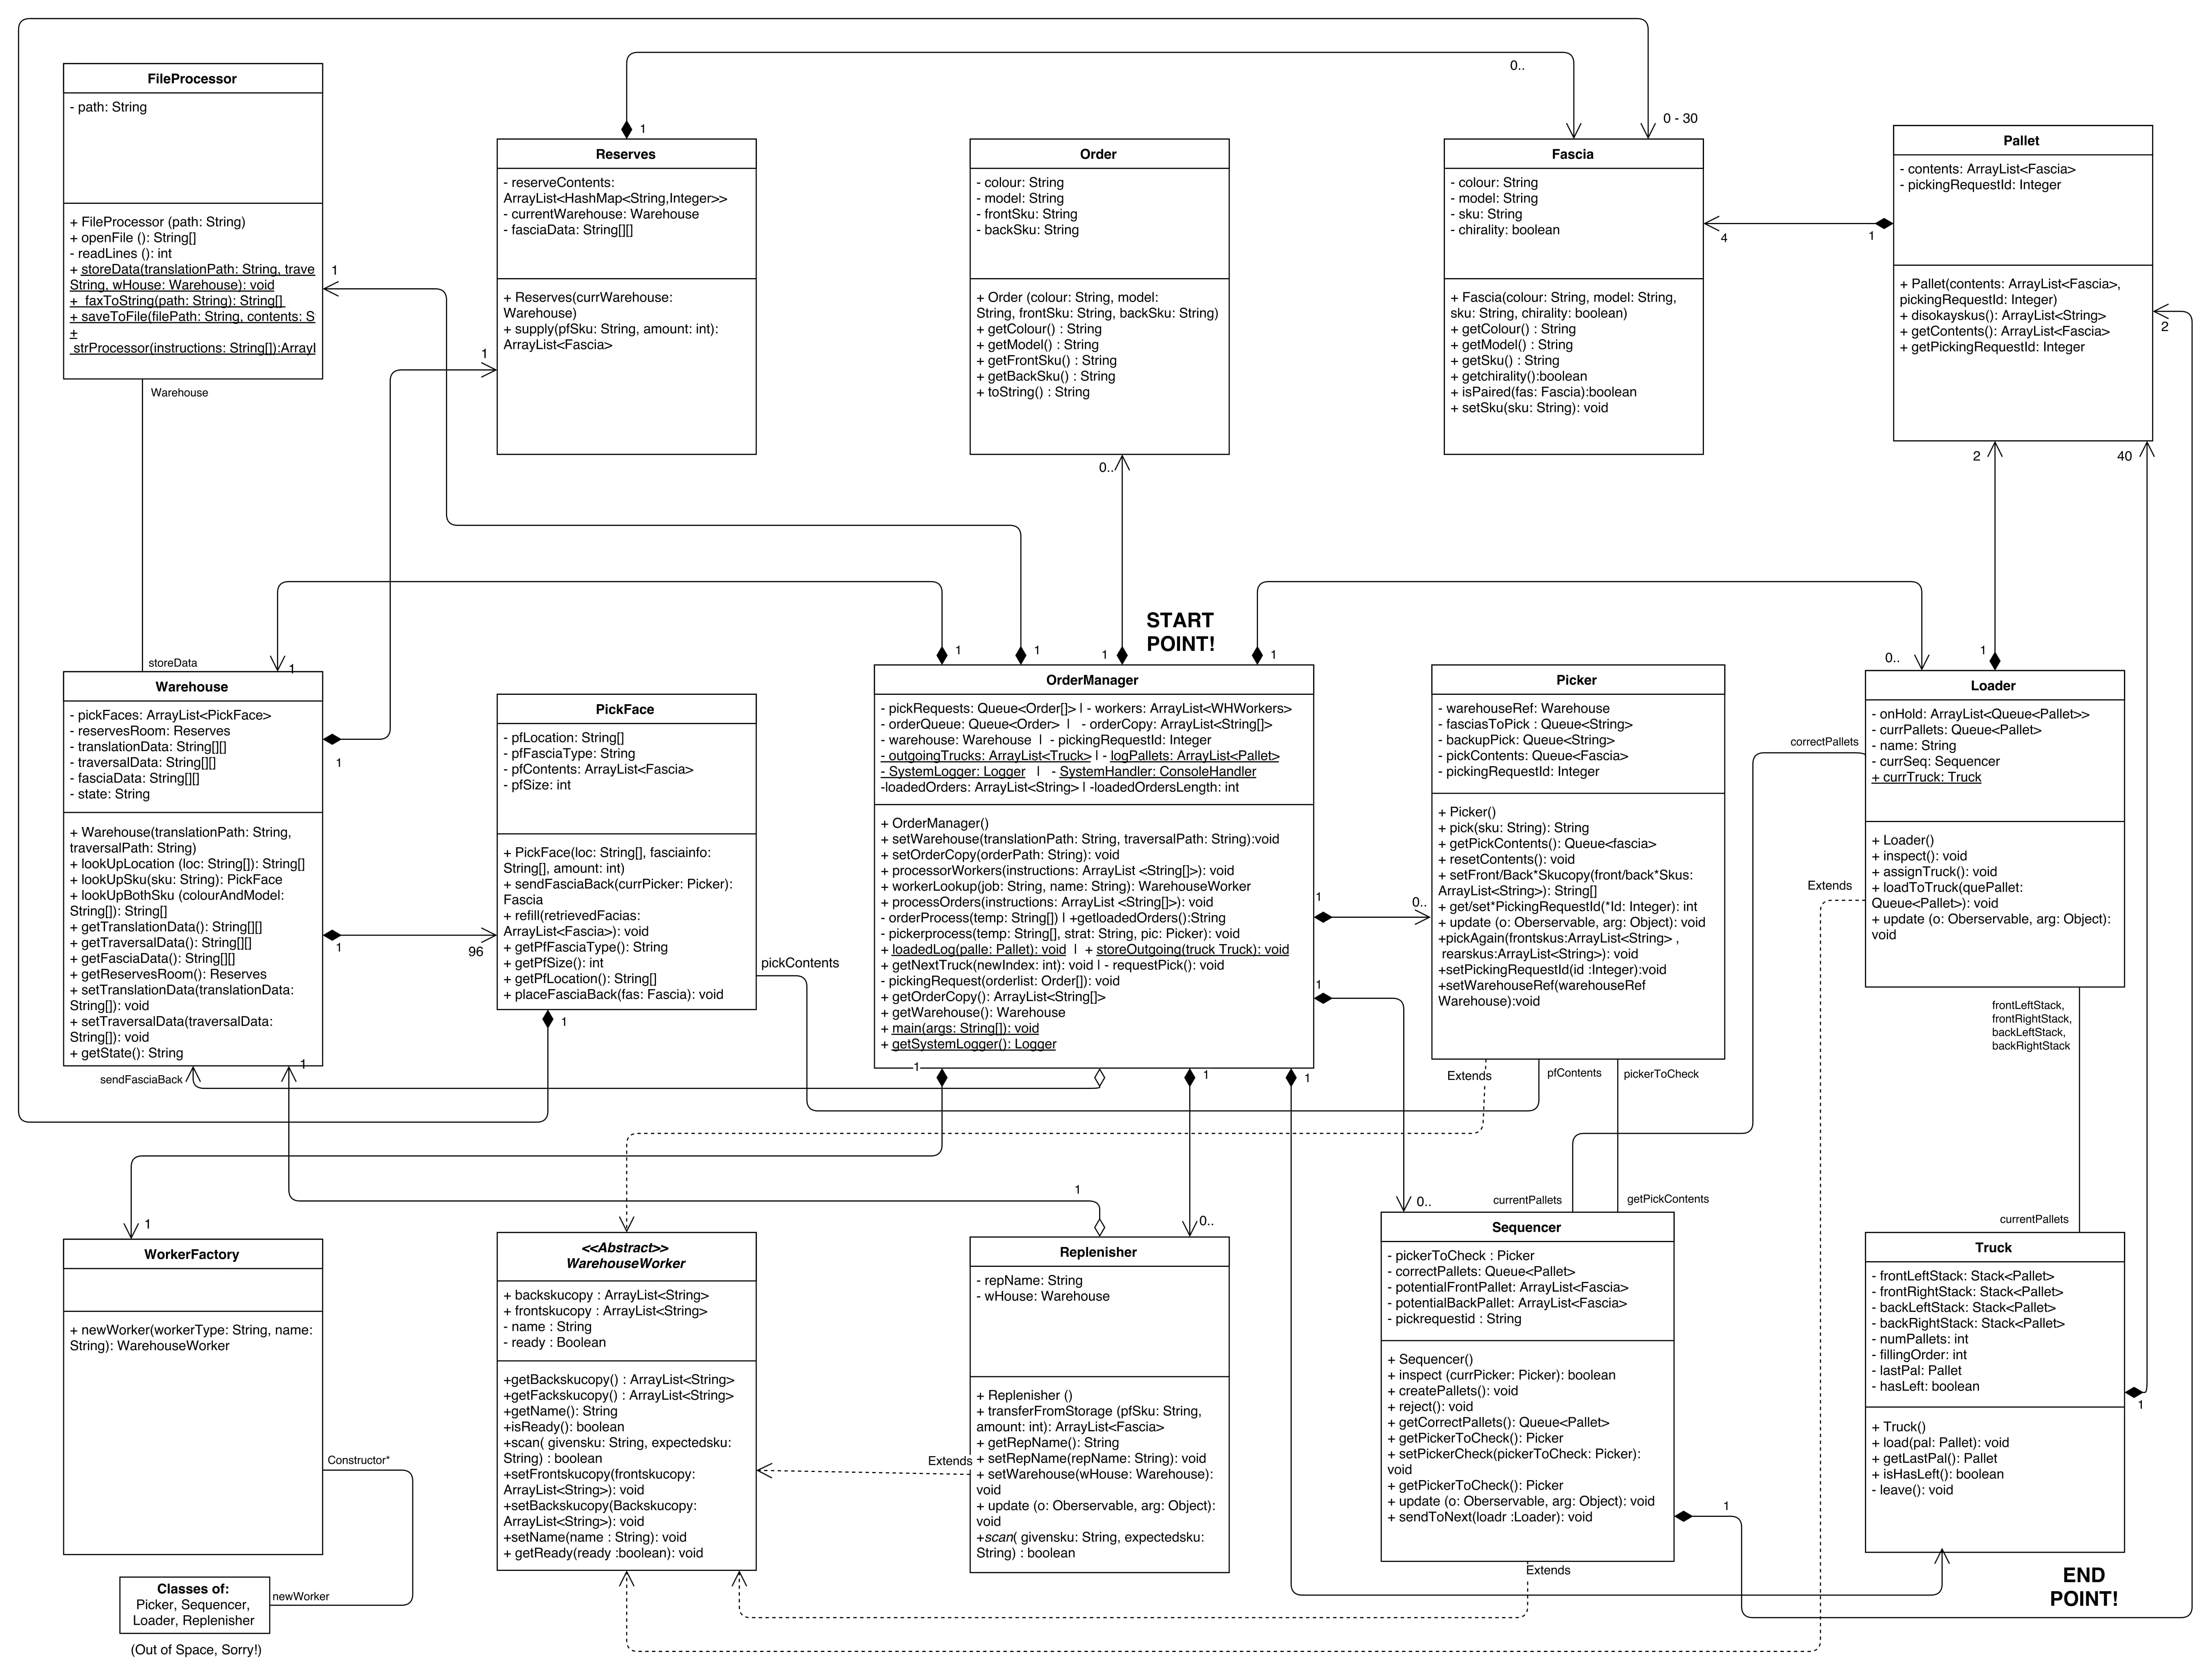 FileProcessor
- path: String
+ FileProcessor (path: String)
+ openFile (): String[]
- readLines (): int
+ storeData(translationPath: String, trave
String, wHouse: Warehouse): void
+  faxToString(path: String): String[]
+ saveToFile(filePath: String, contents: S
+
strProcessor(instructions: String[]):Arrayl
1
Warehouse
storeData
Reserves
1
- reserveContents:
ArrayList<HashMap<String,Integer>>
- currentWarehouse: Warehouse
- fasciaData: String[][]
+ Reserves(currWarehouse:
Warehouse)
+ supply(pfSku: String, amount: int):
ArrayList<Fascia>
1
Order
- colour: String
- model: String
- frontSku: String
- backSku: String
+ Order (colour: String, model:
String, frontSku: String, backSku: String)
+ getColour() : String
+ getModel() : String
+ getFrontSku() : String
+ getBackSku() : String
+ toString() : String
0..
0..
0 - 30
Fascia
- colour: String
- model: String
- sku: String
- chirality: boolean
+ Fascia(colour: String, model: String,
sku: String, chirality: boolean)
+ getColour() : String
+ getModel() : String
+ getSku() : String
+ getchirality():boolean
+ isPaired(fas: Fascia):boolean
+ setSku(sku: String): void
4
1
Pallet
- contents: ArrayList<Fascia>
- pickingRequestId: Integer
+ Pallet(contents: ArrayList<Fascia>,
pickingRequestId: Integer)
+ disokayskus(): ArrayList<String>
+ getContents(): ArrayList<Fascia>
+ getPickingRequestId: Integer
2
2
40
START
POINT!
1
1
1
1
1
Warehouse
- pickFaces: ArrayList<PickFace>
- reservesRoom: Reserves
- translationData: String[][]
- traversalData: String[][]
- fasciaData: String[][]
- state: String
+ Warehouse(translationPath: String,
traversalPath: String)
+ lookUpLocation (loc: String[]): String[]
+ lookUpSku(sku: String): PickFace
+ lookUpBothSku (colourAndModel:
String[]): String[]
+ getTranslationData(): String[][]
+ getTraversalData(): String[][]
+ getFasciaData(): String[][]
+ getReservesRoom(): Reserves
+ setTranslationData(translationData:
String[]): void
+ setTraversalData(traversalData:
String[]): void
+ getState(): String
1
1
96
1
sendFasciaBack
PickFace
- pfLocation: String[]
- pfFasciaType: String
- pfContents: ArrayList<Fascia>
- pfSize: int
+ PickFace(loc: String[], fasciainfo:
String[], amount: int)
+ sendFasciaBack(currPicker: Picker):
Fascia
+ refill(retrievedFacias:
ArrayList<Fascia>): void
+ getPfFasciaType(): String
+ getPfSize(): int
+ getPfLocation(): String[]
+ placeFasciaBack(fas: Fascia): void
pickContents
1
OrderManager
- pickRequests: Queue<Order[]> | - workers: ArrayList<WHWorkers>
- orderQueue: Queue<Order>  |  - orderCopy: ArrayList<String[]>
- warehouse: Warehouse  |  - pickingRequestId: Integer
- outgoingTrucks: ArrayList<Truck> | - logPallets: ArrayList<Pallet>
- SystemLogger: Logger  |  - SystemHandler: ConsoleHandler
-loadedOrders: ArrayList<String> | -loadedOrdersLength: int
+ OrderManager()
+ setWarehouse(translationPath: String, traversalPath: String):void
+ setOrderCopy(orderPath: String): void
+ processorWorkers(instructions: ArrayList <String[]>): void
+ workerLookup(job: String, name: String): WarehouseWorker
+ processOrders(instructions: ArrayList <String[]>): void
- orderProcess(temp: String[]) | +getloadedOrders():String
- pickerprocess(temp: String[], strat: String, pic: Picker): void
+ loadedLog(palle: Pallet): void  |  + storeOutgoing(truck Truck): void
+ getNextTruck(newIndex: int): void | - requestPick(): void
- pickingRequest(orderlist: Order[]): void
+ getOrderCopy(): ArrayList<String[]>
+ getWarehouse(): Warehouse
+ main(args: String[]): void
+ getSystemLogger(): Logger
1
0..
1
1
1
1
Picker
- warehouseRef: Warehouse
- fasciasToPick : Queue<String>
- backupPick: Queue<String>
- pickContents: Queue<Fascia>
- pickingRequestId: Integer
+ Picker()
+ pick(sku: String): String
+ getPickContents(): Queue<fascia>
+ resetContents(): void
+ setFront/Back*Skucopy(front/back*Skus:
ArrayList<String>): String[]
+ get/set*PickingRequestId(*Id: Integer): int
+ update (o: Oberservable, arg: Object): void
+pickAgain(frontskus:ArrayList<String> ,
rearskus:ArrayList<String>): void
+setPickingRequestId(id :Integer):void
+setWarehouseRef(warehouseRef
Warehouse):void
Extends
pfContents
pickerToCheck
0..
1
Loader
- onHold: ArrayList<Queue<Pallet>>
- currPallets: Queue<Pallet>
- name: String
- currSeq: Sequencer
+ currTruck: Truck
+ Loader()
+ inspect(): void
+ assignTruck(): void
+ loadToTruck(quePallet:
Queue<Pallet>): void
+ update (o: Oberservable, arg: Object):
void
correctPallets
Extends
frontLeftStack,
frontRightStack,
backLeftStack,
backRightStack
1
WorkerFactory
+ newWorker(workerType: String, name:
String): WarehouseWorker
Constructor*
newWorker
Classes of:
Picker, Sequencer,
Loader, Replenisher
(Out of Space, Sorry!)
<<Abstract>>
WarehouseWorker
+ backskucopy : ArrayList<String>
+ frontskucopy : ArrayList<String>
- name : String
- ready : Boolean
+getBackskucopy() : ArrayList<String>
+getFackskucopy() : ArrayList<String>
+getName(): String
+isReady(): boolean
+scan( givensku: String, expectedsku:
String) : boolean
+setFrontskucopy(frontskucopy:
ArrayList<String>): void
+setBackskucopy(Backskucopy:
ArrayList<String>): void
+setName(name : String): void
+ getReady(ready :boolean): void
1
0..
Replenisher
- repName: String
- wHouse: Warehouse
+ Replenisher ()
+ transferFromStorage (pfSku: String,
amount: int): ArrayList<Fascia>
+ getRepName(): String
+ setRepName(repName: String): void
+ setWarehouse(wHouse: Warehouse):
void
+ update (o: Oberservable, arg: Object):
void
+scan( givensku: String, expectedsku:
String) : boolean
Extends
0..
currentPallets
getPickContents
Sequencer
- pickerToCheck : Picker
- correctPallets: Queue<Pallet>
- potentialFrontPallet: ArrayList<Fascia>
- potentialBackPallet: ArrayList<Fascia>
- pickrequestid : String
+ Sequencer()
+ inspect (currPicker: Picker): boolean
+ createPallets(): void
+ reject(): void
+ getCorrectPallets(): Queue<Pallet>
+ getPickerToCheck(): Picker
+ setPickerCheck(pickerToCheck: Picker):
void
+ getPickerToCheck(): Picker
+ update (o: Oberservable, arg: Object): void
+ sendToNext(loadr :Loader): void
1
Extends
currentPallets
Truck
- frontLeftStack: Stack<Pallet>
- frontRightStack: Stack<Pallet>
- backLeftStack: Stack<Pallet>
- backRightStack: Stack<Pallet>
- numPallets: int
- fillingOrder: int
- lastPal: Pallet
- hasLeft: boolean
+ Truck()
+ load(pal: Pallet): void
+ getLastPal(): Pallet
+ isHasLeft(): boolean
- leave(): void
1
END
POINT!